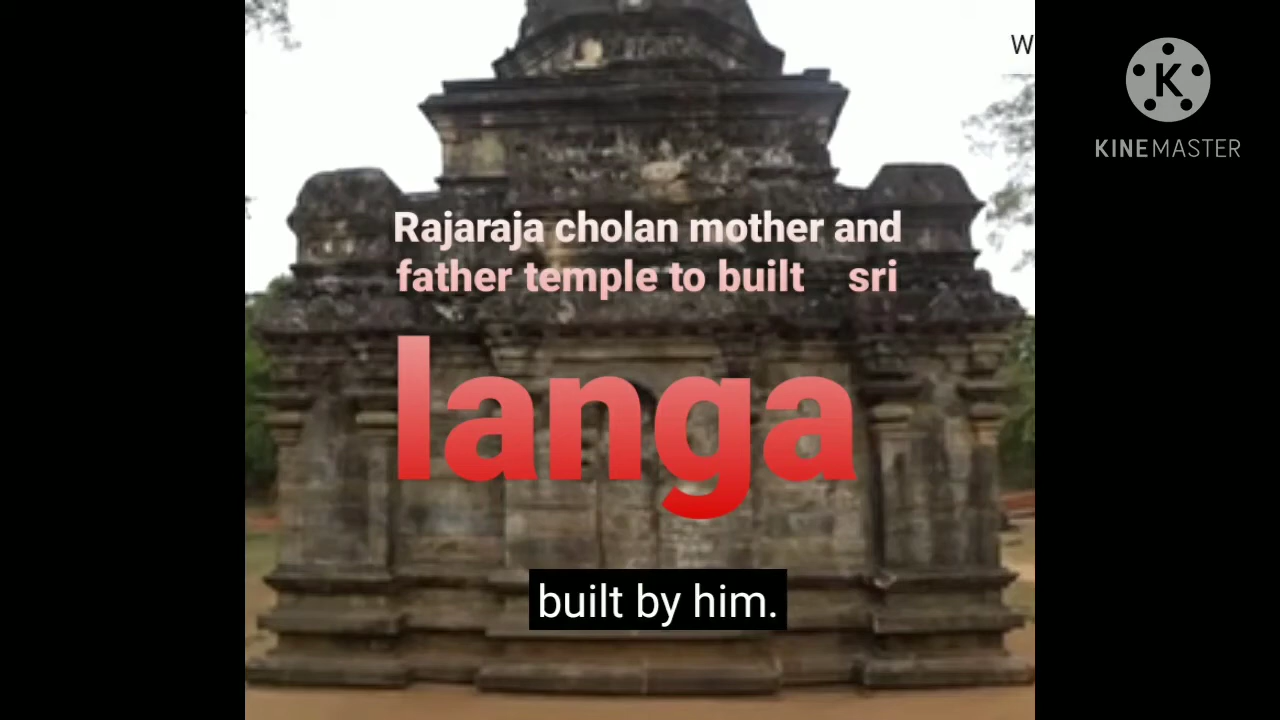 W
KINEMASTER
Rajaraja cholan mother and
father temple to built sri
langa
built by him.